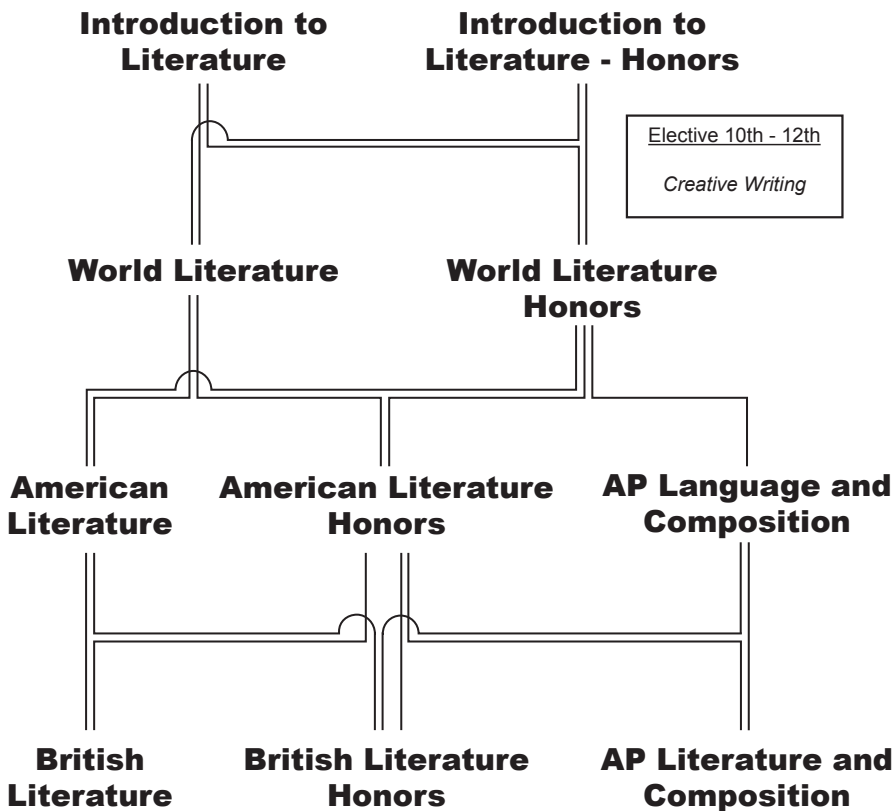 Introduction to
Literature
Introduction to
Literature - Honors
Elective 10th - 12th
Creative Writing
World Literature
World Literature
Honors
American
Literature
American Literature
Honors
AP Language and
Composition
British
Literature
British Literature
Honors
AP Literature and
Composition